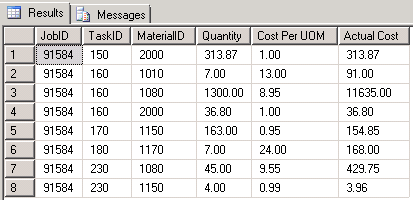 Results Messages
JobID TaskID MaterialID Quantity Cost Per UOM Actual Cost
1 91584 150 2000 313.87 1.00 313.87
2 91584 160 1010 7.00 13.00 91.00
3 91584 160 1080 1300.00 8.95 11635.00
4 91584 160 2000 36.80 1.00 36.80
5 91584 170 1150 163.00 0.95 154.85
6 91584 180 1170 7.00 24.00 168.00
7 91584 230 1080 45.00 9.55 429.75
8 91584 230 1150 4.00 0.99 3.96